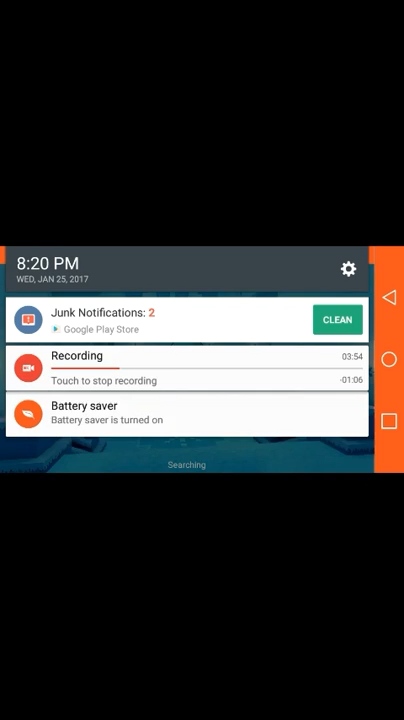 8:20 PM
WED, JAN 25, 2017
Junk Notifications: 2
Google Play Store
CLEAN
Recording
03:54
Touch to stop recording
-01:06
Battery saver
Battery saver is turned on
Searching